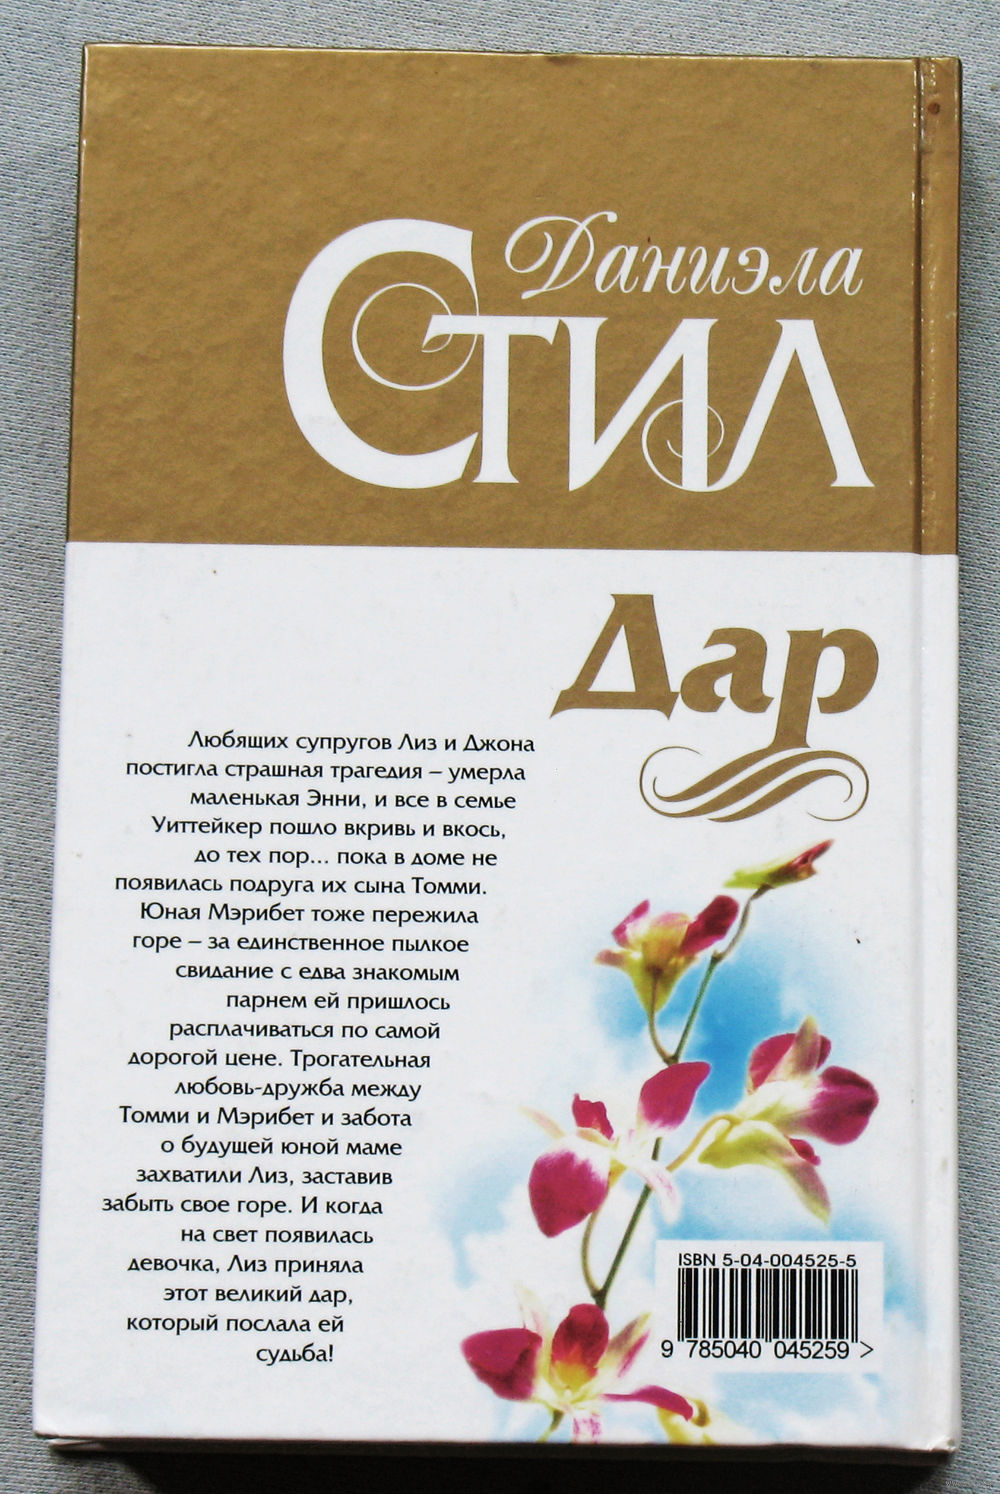 Даниэла
Стил
Дар
Любящих супругов Лиз и Джона
постигла страшная трагедия – умерла
маленькая Энни, и все в семье
Уиттейкер пошло вкривь и вкось,
до тех пор... пока в доме не
появилась подруга их сына Томми.
Юная Мэрибет тоже пережила
горе – за единственное пылкое
свидание с едва знакомым
парнем ей пришлось
расплачиваться по самой
дорогой цене. Трогательная
любовь-дружба между
Томми и Мэрибет и забота
о будущей юной маме
захватили Лиз, заставив
забыть свое горе. И когда
на свет появилась
девочка, Лиз приняла
этот великий дар,
который послала ей
судьба!
ISBN 5-04-004525-5
9 785040 045259 >